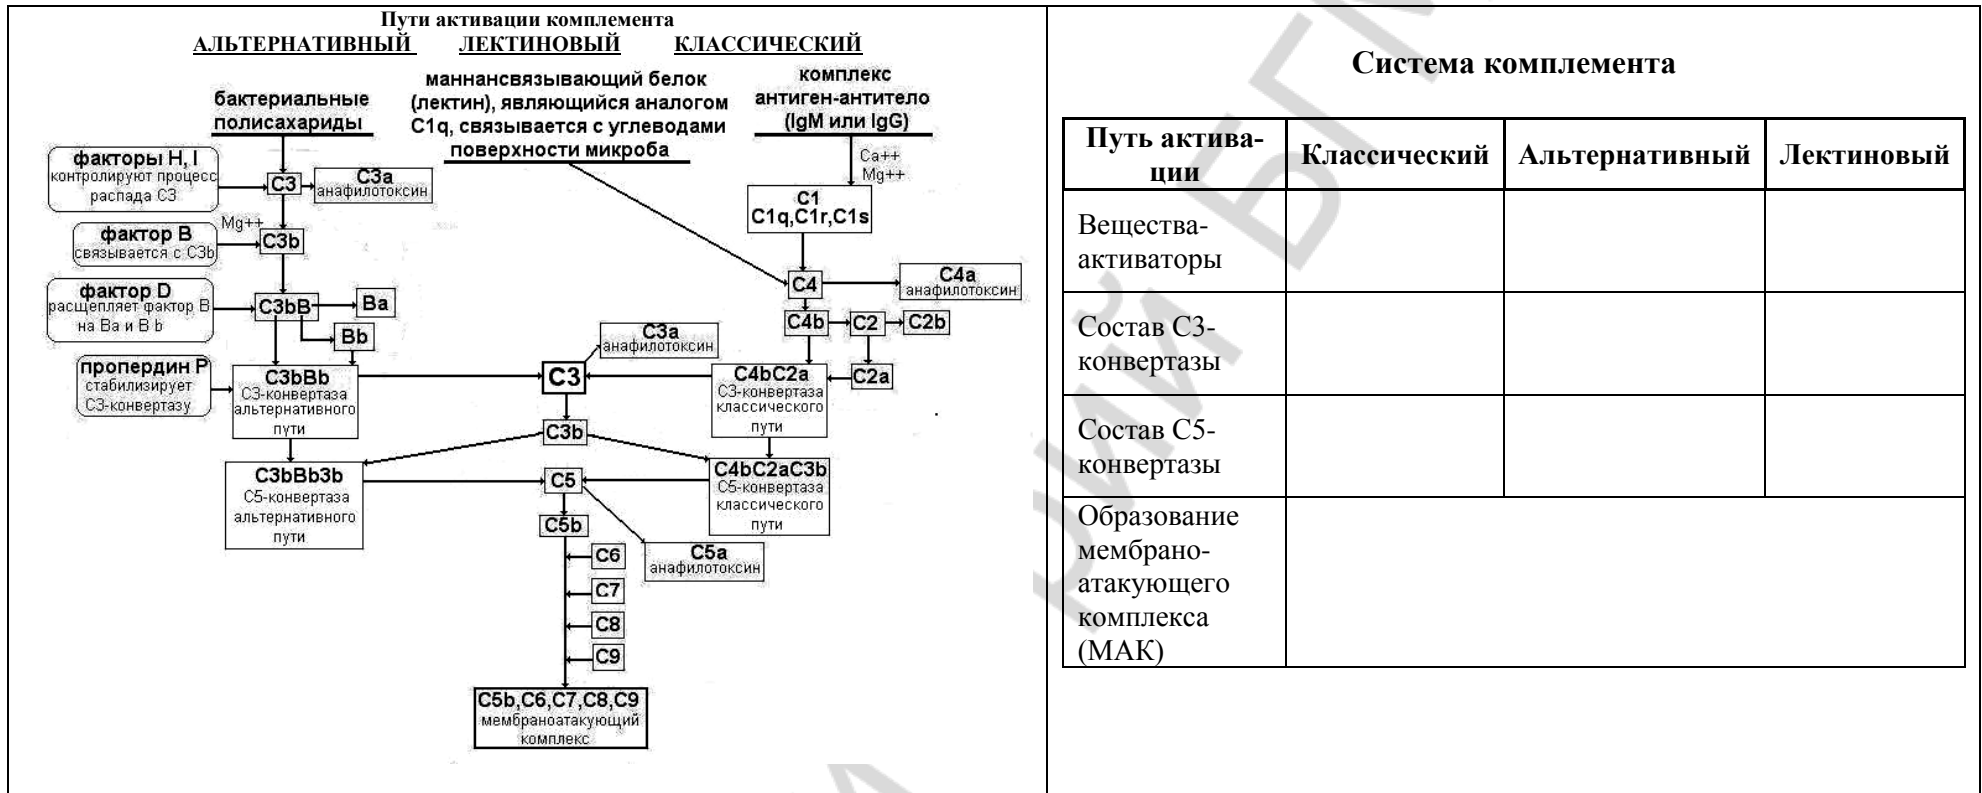 Пути активации комплемента
АЛЬТЕРНАТИВНЫЙ ЛЕКТИНОВЫЙ КЛАССИЧЕСКИЙ
бактериальные
полисахариды
маннансвязывающий белок
(лектин), являющийся аналогом
C1q, связывается с углеводами
поверхности микроба
комплекс
антиген-антитело
(IgM или IgG)
Ca++
Mg++
факторы H, I
контролируют процесс
распада C3
C3
C3a
анафилотоксин
C1
C1q,C1r,C1s
Mg++
фактор B
связывается с C3b
C3b
C4
C4a
анафилотоксин
фактор D
расщепляет фактор B
на Ba и B b
C3bB
Ba
Bb
C4b
C2
C2b
C3a
анафилотоксин
пропердин P
стабилизирует
C3-конвертазу
C3bBb
C3-конвертаза
альтернативного
пути
C3
C4bC2a
C3-конвертаза
классического
пути
C2a
C3b
C3bBb3b
C5-конвертаза
альтернативного
пути
C5
C4bC2aC3b
C5-конвертаза
классического
пути
C5b
C5a
анафилотоксин
C6
C7
C8
C9
C5b,C6,C7,C8,C9
мембраноатакующий
комплекс
Система комплемента
Путь актива-
ции
Классический
Альтернативный
Лектиновый
Вещества-
активаторы
Состав С3-
конвертазы
Состав С5-
конвертазы
Образование
мембрано-
атакующего
комплекса
(МАК)